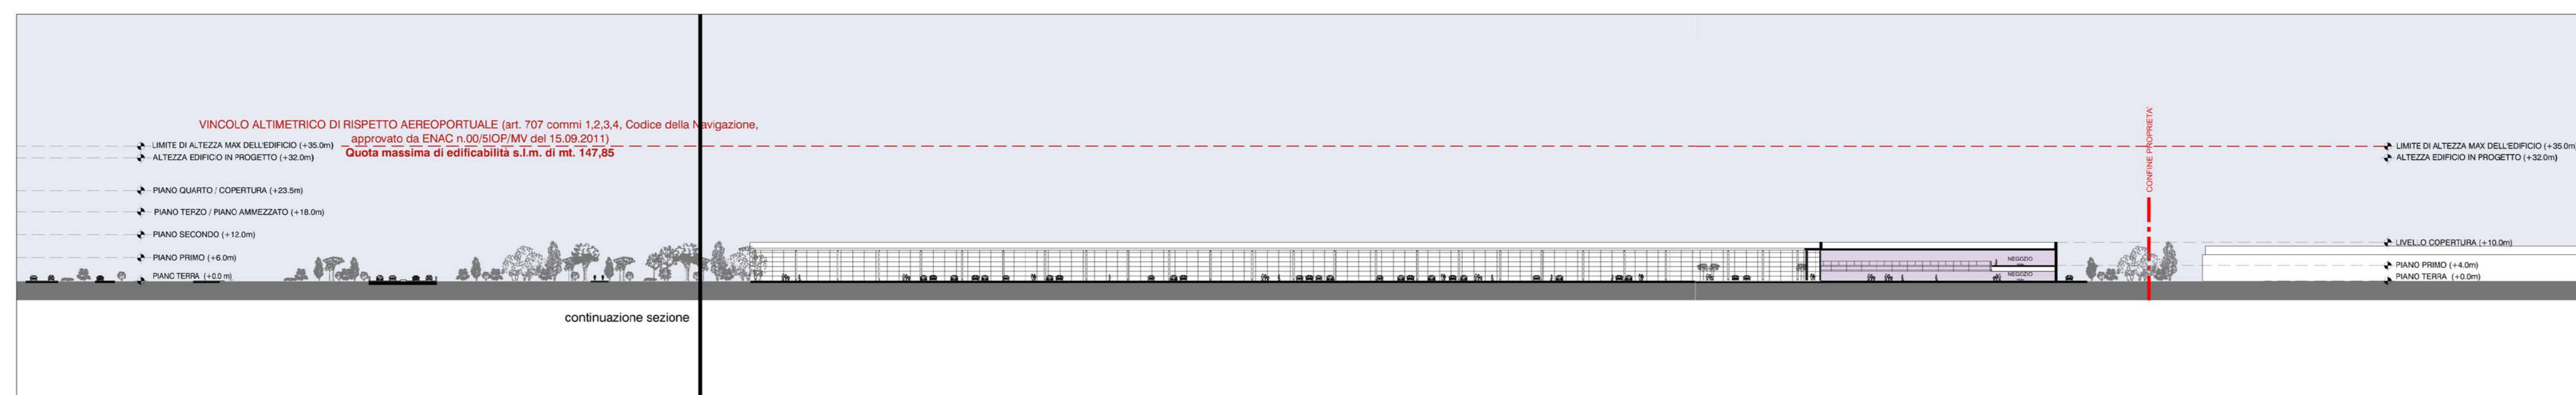 VINCOLO ALTIMETRICO DI RISPETTO AEREOPORTUALE (art. 707 commi 1,2,3,4, Codice della Navigazione,
approvato da ENAC n.00/5IOP/MV del 15.09.2011)
Quota massima di edificabilità s.l.m. di mt. 147,85
LIMITE DI ALTEZZA MAX DELL'EDIFICIO (+35.0m)
ALTEZZA EDIFICIO IN PROGETTO (+32.0m)
PIANO QUARTO / COPERTURA (+23.5m)
PIANO TERZO / PIANO AMMEZZATO (+18.0m)
PIANO SECONDO (+12.0m)
PIANO PRIMO (+6.0m)
PIANO TERRA (+0.0 m)
continuazione sezione
NEGOZIO
NEGOZIO
CONFINE PROPRIETA'
LIMITE DI ALTEZZA MAX DELL'EDIFICIO (+35.0m)
ALTEZZA EDIFICIO IN PROGETTO (+32.0m)
LIVELLO COPERTURA (+10.0m)
PIANO PRIMO (+4.0m)
PIANO TERRA (+0.0m)